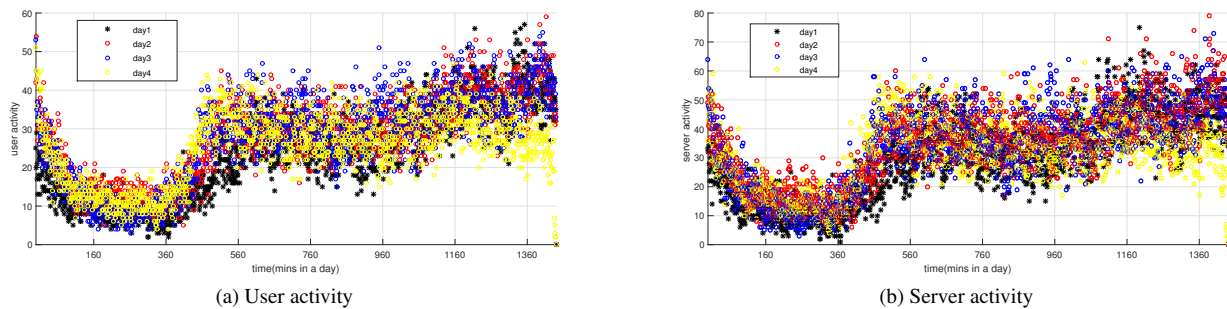 60
50
40
30
20
10
0
user activity
day1
day2
day3
day4
160
360
560
760
960
1160
1360
time(mins in a day)
(a) User activity
80
70
60
50
40
30
20
10
0
server activity
day1
day2
day3
day4
160
360
560
760
960
1160
1360
time(mins in a day)
(b) Server activity